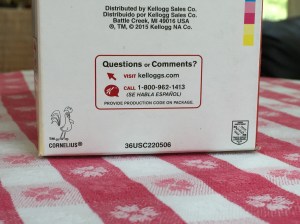 Distributed by Kellogg Sales Co.
Distribuido por Kellogg Sales Co.
Battle Creek, MI 49016 USA
®, TM, © 2015 Kellogg NA Co.
Questions or Comments?
VISIT kelloggs.com
CALL 1-800-962-1413
(SE HABLA ESPAÑOL)
PROVIDE PRODUCTION CODE ON PACKAGE.
CORNELIUS®
36USC220506